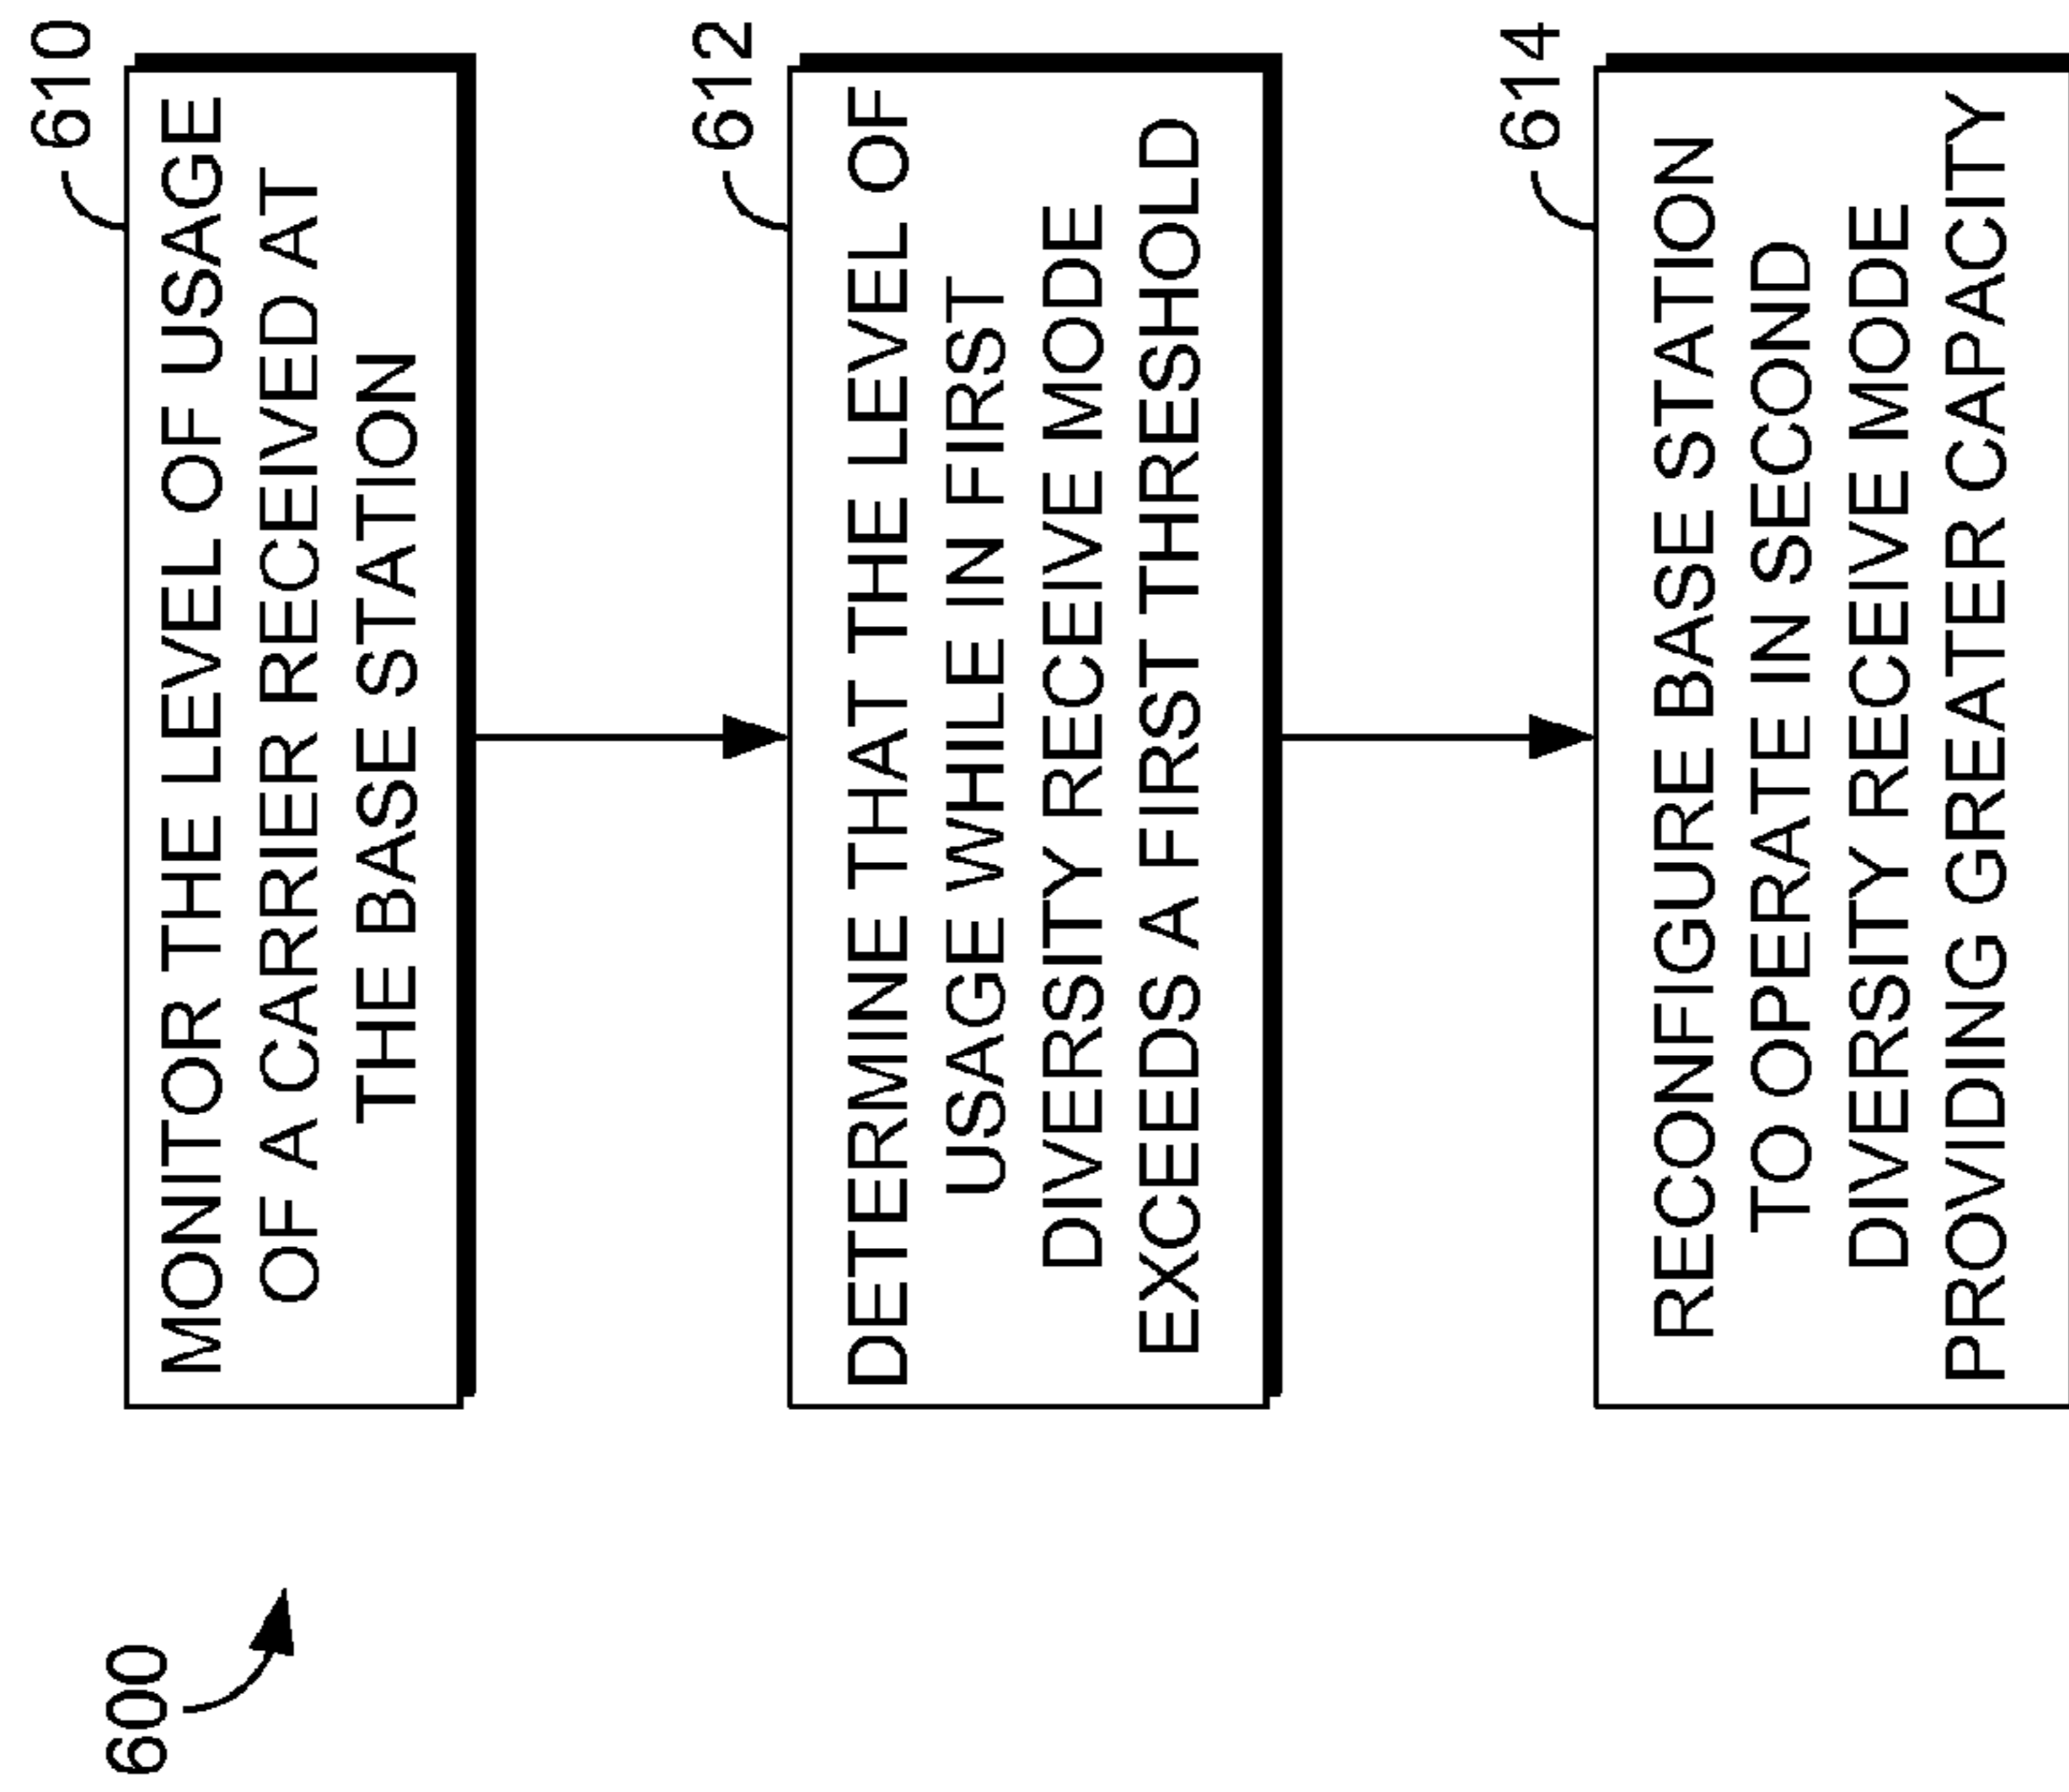 600
610
MONITOR THE LEVEL OF USAGE
OF A CARRIER RECEIVED AT
THE BASE STATION
612
DETERMINE THAT THE LEVEL OF
USAGE WHILE IN FIRST
DIVERSITY RECEIVE MODE
EXCEEDS A FIRST THRESHOLD
614
RECONFIGURE BASE STATION
TO OPERATE IN SECOND
DIVERSITY RECEIVE MODE
PROVIDING GREATER CAPACITY